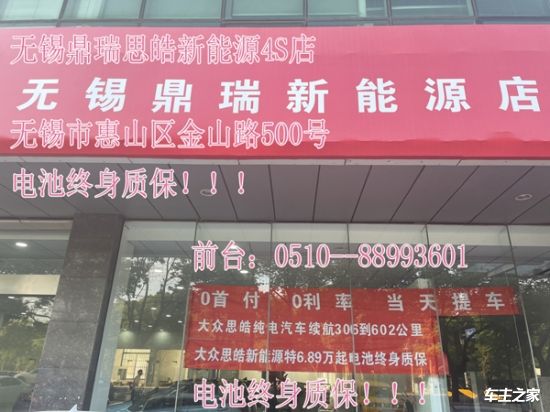 无锡鼎瑞思皓新能源4S店
无锡鼎瑞新能源店
无锡市惠山区金山路500号
电池终身质保！！！
前台：0510—88993601
0首付 0利率 当天提车
大众思皓纯电汽车续航306到602公里
大众思皓新能源特6.89万起电池终身质保
电池终身质保！！！
车主之家